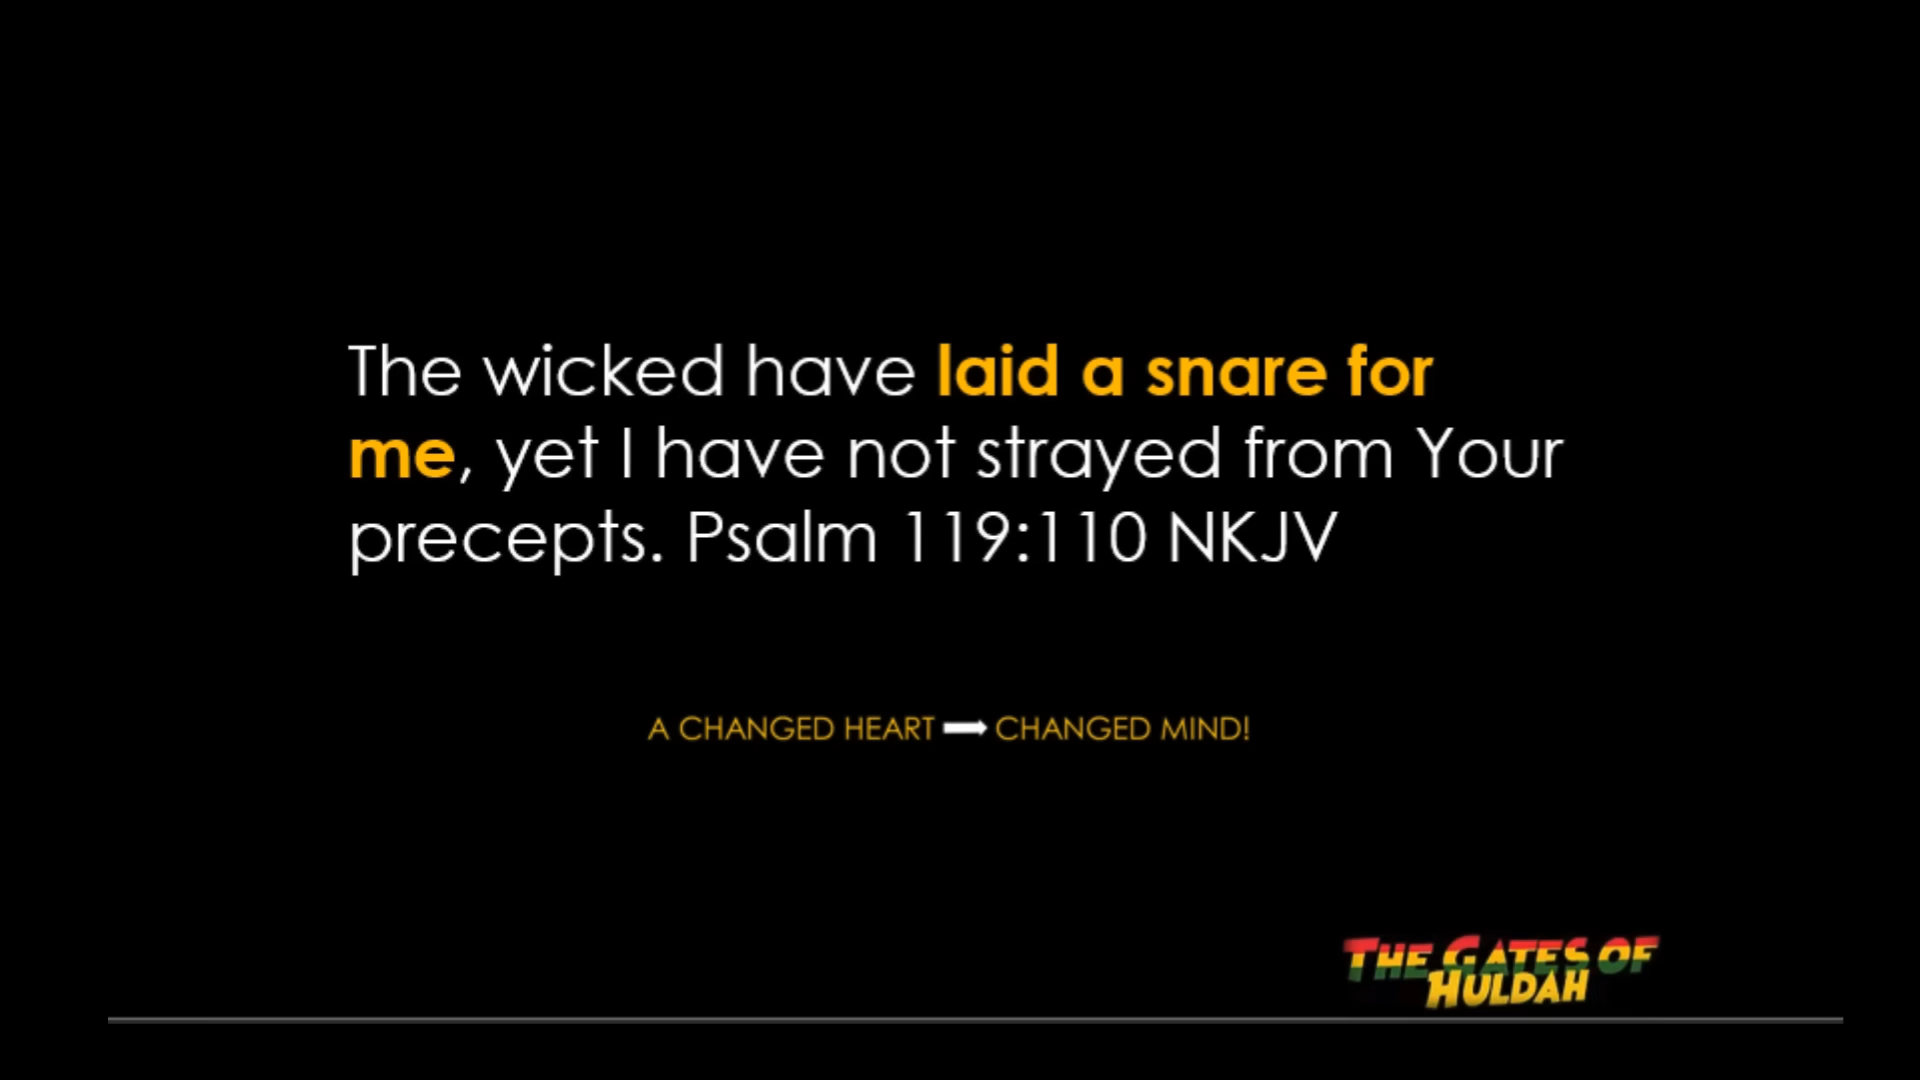 The wicked have laid a snare for
me, yet I have not strayed from Your
precepts. Psalm 119:110 NKJV
A CHANGED HEART ➡ CHANGED MIND!
THE GATES OF
HULDAH